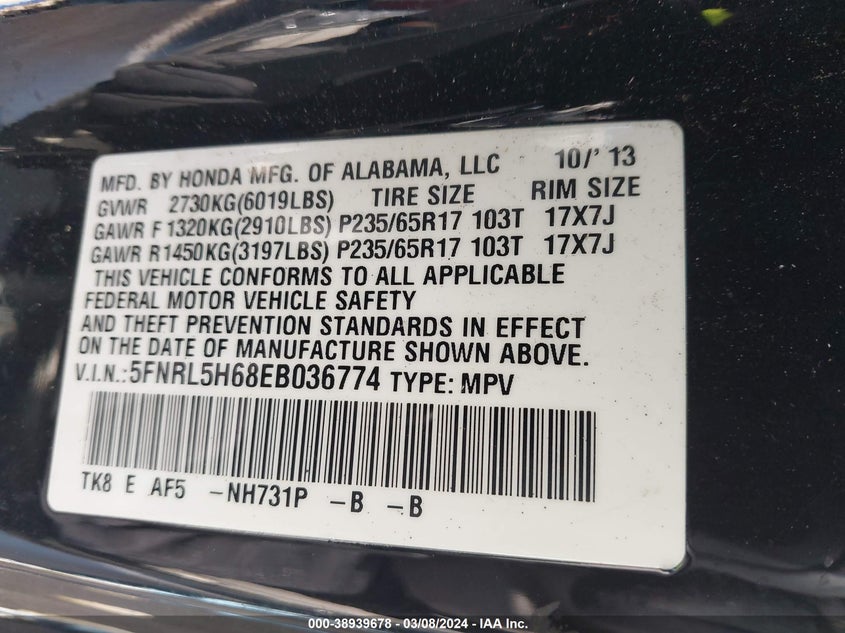 MFD. BY HONDA MFG. OF ALABAMA, LLC 10/' 13
GVWR 2730KG(6019LBS) TIRE SIZE RIM SIZE
GAWR F 1320KG(2910LBS) P235/65R17 103T 17X7J
GAWR R1450KG(3197LBS) P235/65R17 103T 17X7J
THIS VEHICLE CONFORMS TO ALL APPLICABLE
FEDERAL MOTOR VEHICLE SAFETY
AND THEFT PREVENTION STANDARDS IN EFFECT
ON THE DATE OF MANUFACTURE SHOWN ABOVE.
V.I.N.:5FNRL5H68EB036774 TYPE: MPV
TK8 E AF5 -NH731P -B -B
000-38939678 - 03/08/2024 - IAAI Inc.